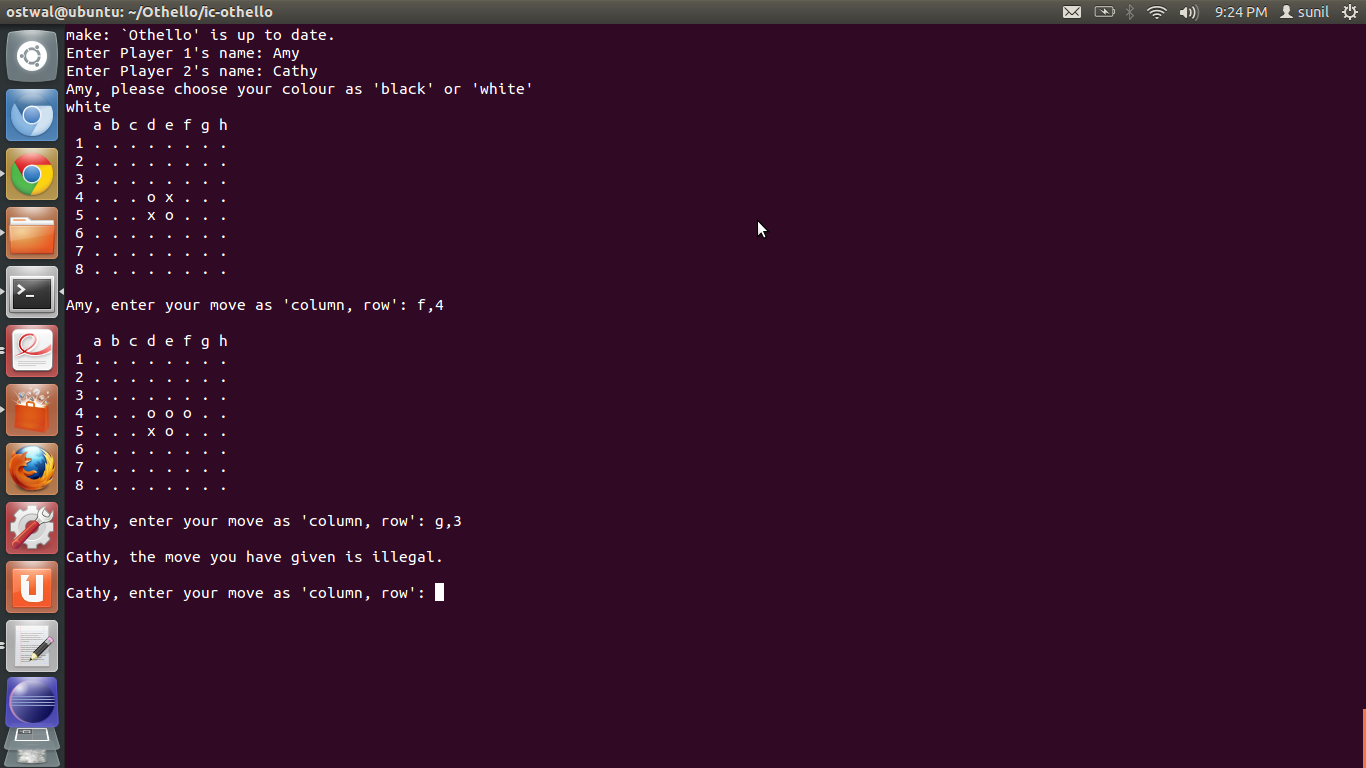 ostwal@ubuntu: ~/Othello/ic-othello 9:24 PM sunil
make: `Othello' is up to date.
Enter Player 1's name: Amy
Enter Player 2's name: Cathy
Amy, please choose your colour as 'black' or 'white'
white
a b c d e f g h
1 . . . . . . . .
2 . . . . . . . .
3 . . . . . . . .
4 . . . o x . . .
5 . . . x o . . .
6 . . . . . . . .
7 . . . . . . . .
8 . . . . . . . .
Amy, enter your move as 'column, row': f,4
a b c d e f g h
1 . . . . . . . .
2 . . . . . . . .
3 . . . . . . . .
4 . . . o o o . .
5 . . . x o . . .
6 . . . . . . . .
7 . . . . . . . .
8 . . . . . . . .
Cathy, enter your move as 'column, row': g,3
Cathy, the move you have given is illegal.
Cathy, enter your move as 'column, row':